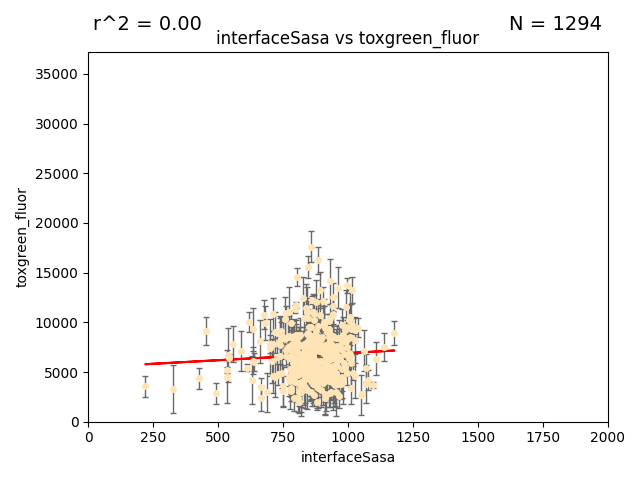 r^2 = 0.00
N = 1294
interfaceSasa vs toxgreen_fluor
toxgreen_fluor
35000
30000
25000
20000
15000
10000
5000
0
0 250 500 750 1000 1250 1500 1750 2000
interfaceSasa